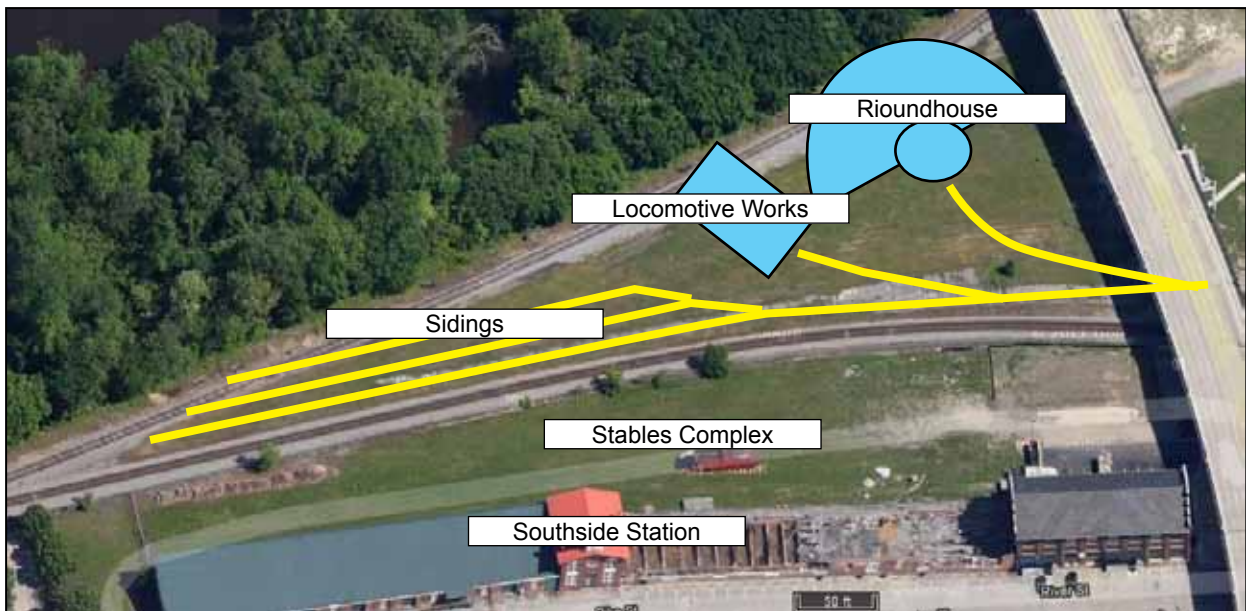 Rioundhouse
Locomotive Works
Sidings
Stables Complex
Southside Station
50 ft
River St